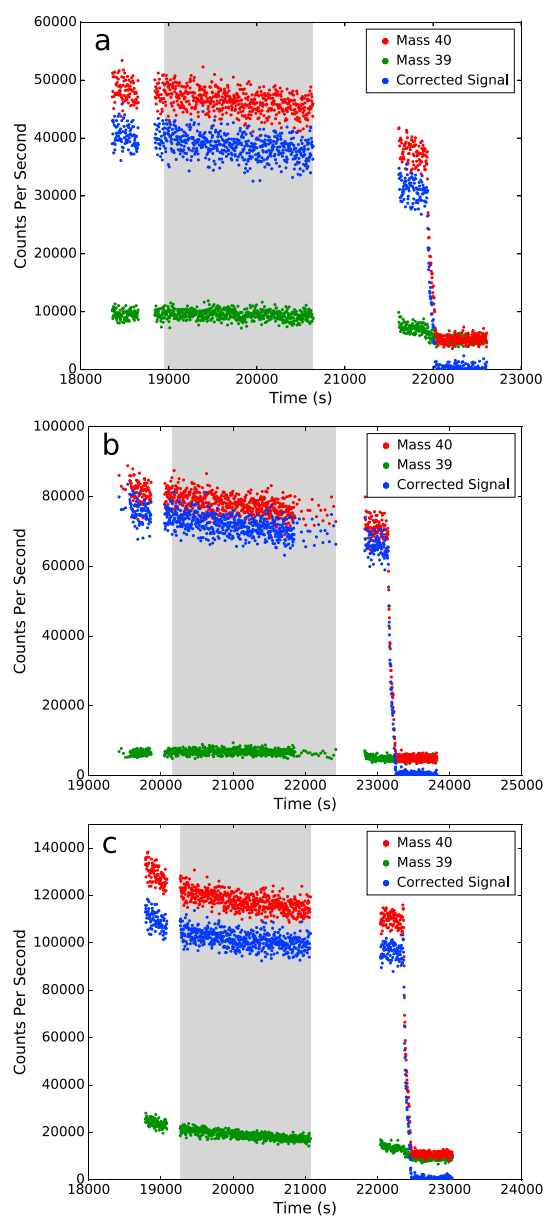 a
Mass 40
Mass 39
Corrected Signal
60000
50000
40000
30000
20000
10000
0
Counts Per Second
18000 19000 20000 21000 22000 23000
Time (s)
b
Mass 40
Mass 39
Corrected Signal
100000
80000
60000
40000
20000
0
Counts Per Second
19000 20000 21000 22000 23000 24000 25000
Time (s)
c
Mass 40
Mass 39
Corrected Signal
140000
120000
100000
80000
60000
40000
20000
0
Counts Per Second
18000 19000 20000 21000 22000 23000 24000
Time (s)